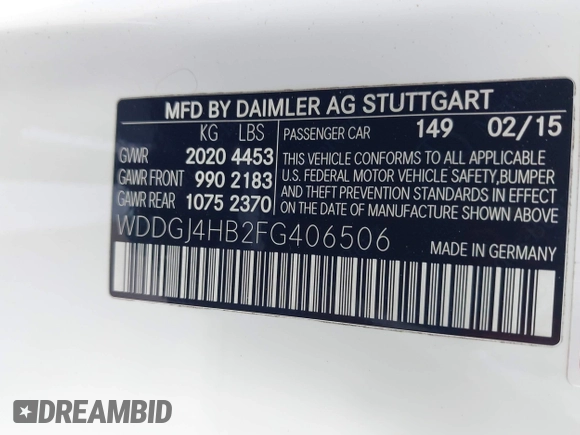 MFD BY DAIMLER AG STUTTGART
KG LBS
GVWR 2020 4453
GAWR FRONT 990 2183
GAWR REAR 1075 2370
PASSENGER CAR 149 02/15
THIS VEHICLE CONFORMS TO ALL APPLICABLE
U.S. FEDERAL MOTOR VEHICLE SAFETY,BUMPER
AND THEFT PREVENTION STANDARDS IN EFFECT
ON THE DATE OF MANUFACTURE SHOWN ABOVE.
WDDGJ4HB2FG406506
MADE IN GERMANY
DREAMBID